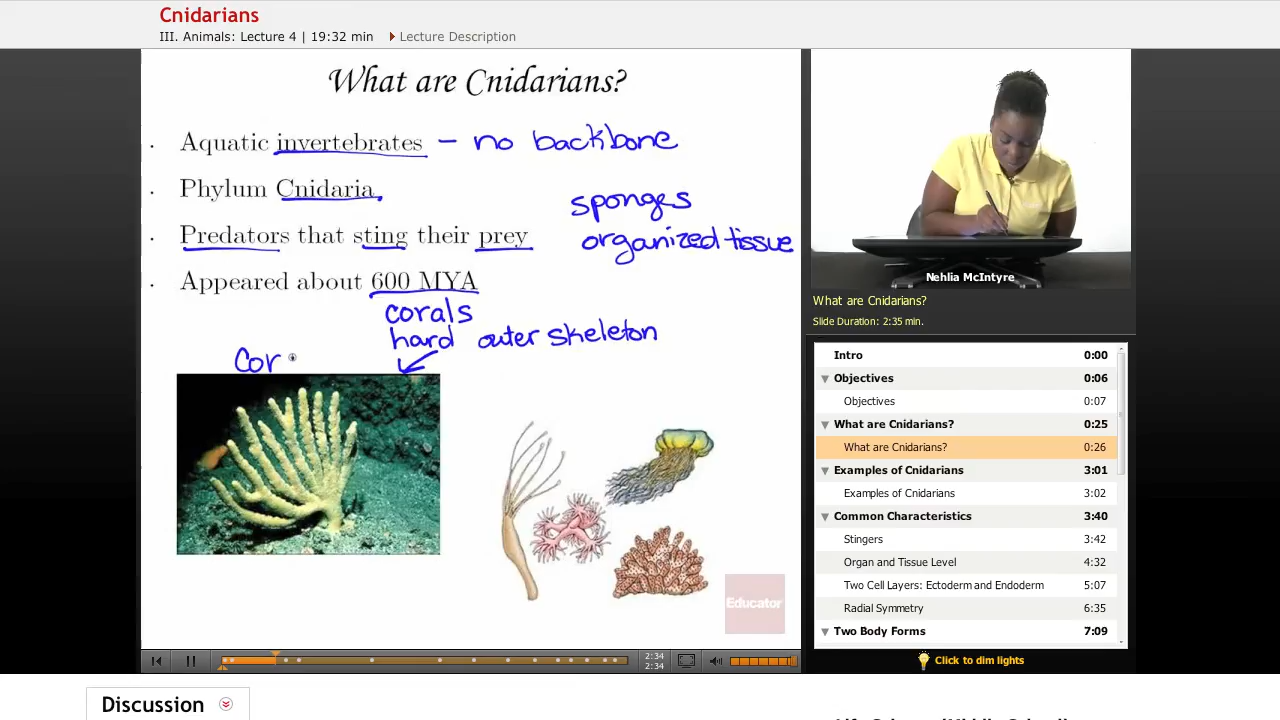 Cnidarians
III. Animals: Lecture 4 | 19:32 min Lecture Description
What are Cnidarians?
. Aquatic invertebrates – no backbone
. Phylum Cnidaria.
sponges
. Predators that sting their prey
organized tissue
. Appeared about 600 MYA
corals
hard outer skeleton
Cor
Educator
Nehlia McIntyre
What are Cnidarians?
Slide Duration: 2:35 min.
Intro 0:00
Objectives 0:06
Objectives 0:07
What are Cnidarians? 0:25
What are Cnidarians? 0:26
Examples of Cnidarians 3:01
Examples of Cnidarians 3:02
Common Characteristics 3:40
Stingers 3:42
Organ and Tissue Level 4:32
Two Cell Layers: Ectoderm and Endoderm 5:07
Radial Symmetry 6:35
Two Body Forms 7:09
2:34
2:34
Click to dim lights
Discussion